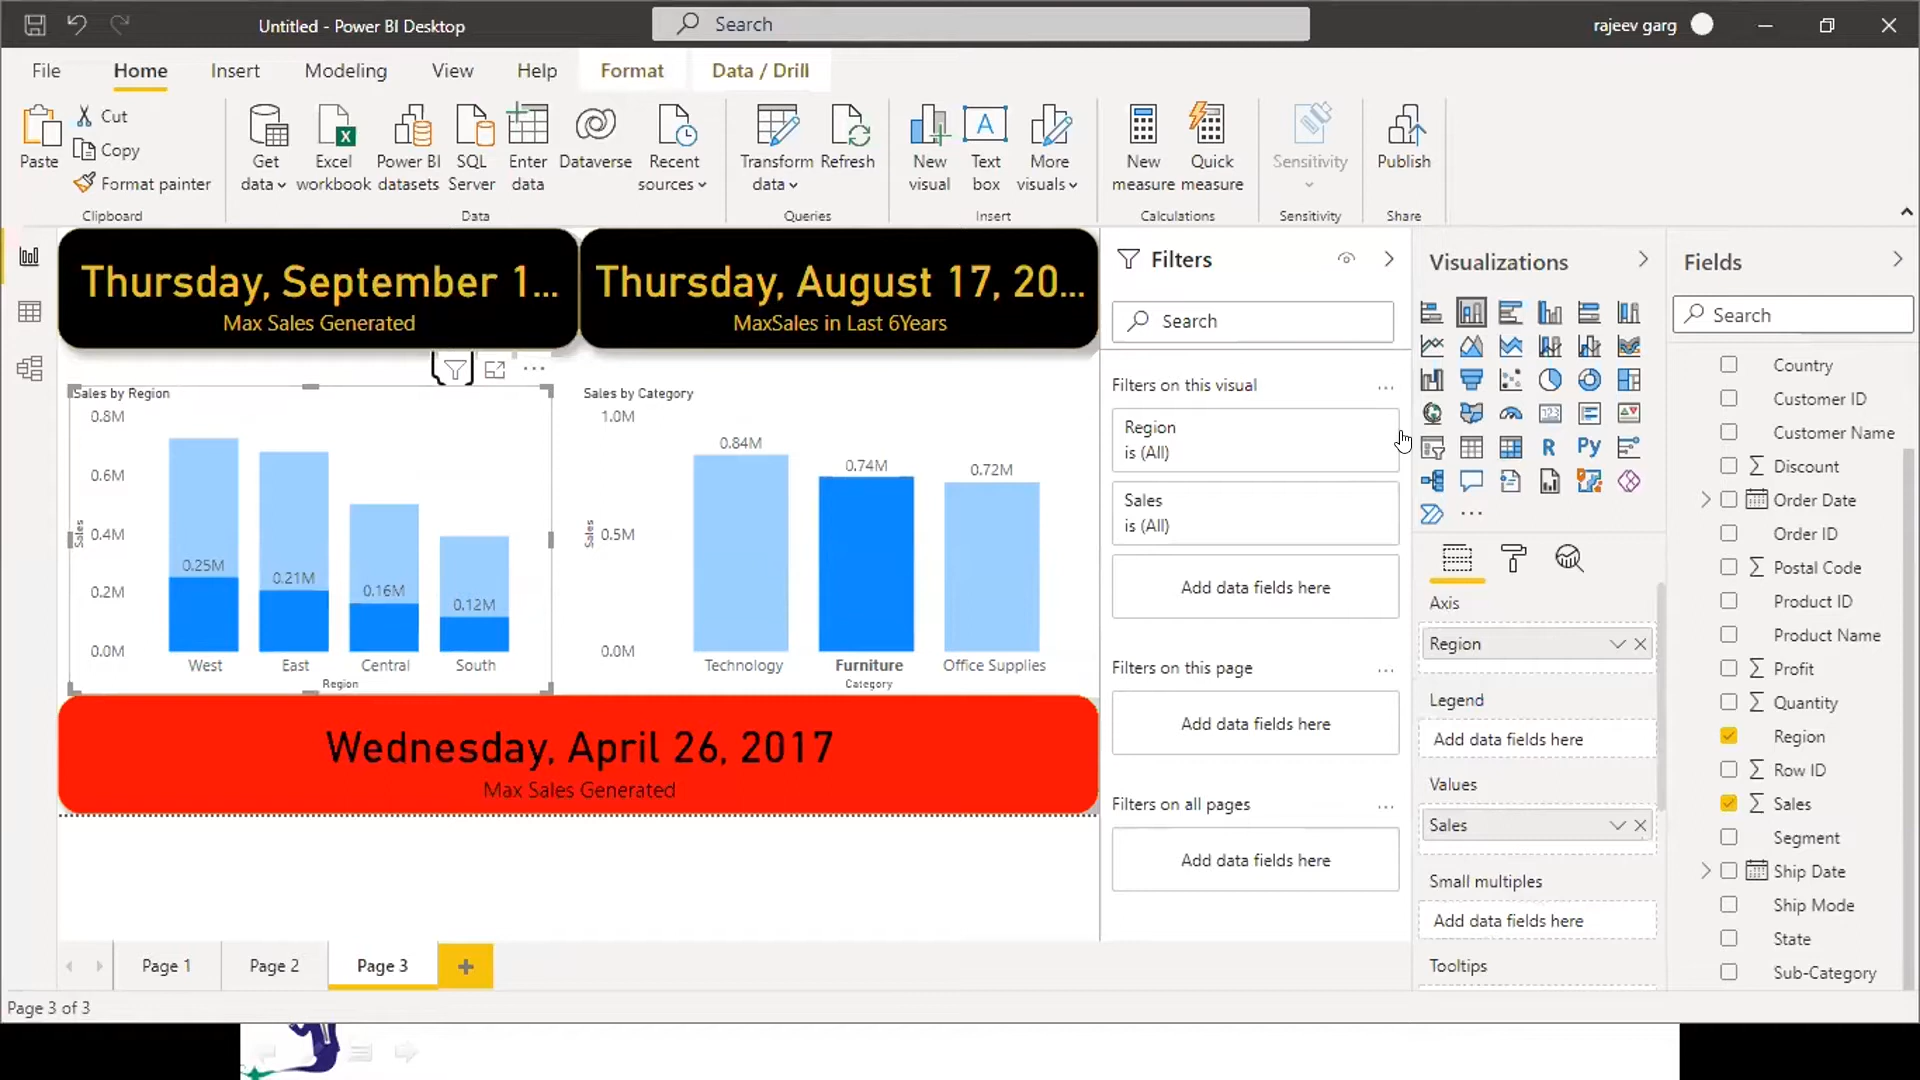 Untitled - Power BI Desktop
Search
rajeev garg
File
Home
Insert
Modeling
View
Help
Format
Data / Drill
Paste
Cut
Copy
Format painter
Clipboard
Get data
Excel workbook
Power BI datasets
SQL Server
Enter data
Dataverse
Recent sources
Data
Transform data
Refresh
Queries
New visual
A
Text box
More visuals
Insert
New measure
Quick measure
Calculations
Sensitivity
Sensitivity
Publish
Share
Thursday, September 1...
Max Sales Generated
Thursday, August 17, 20...
MaxSales in Last 6Years
Sales by Region
0.8M
0.6M
0.4M
0.2M
0.0M
Sales
0.25M
0.21M
0.16M
0.12M
West
East
Central
South
Region
Sales by Category
1.0M
0.5M
0.0M
Sales
0.84M
0.74M
0.72M
Technology
Furniture
Office Supplies
Category
Wednesday, April 26, 2017
Max Sales Generated
Filters
Search
Filters on this visual
...
Region
is (All)
Sales
is (All)
Add data fields here
Filters on this page
...
Add data fields here
Filters on all pages
...
Add data fields here
Visualizations
123
R
Py
...
Axis
Region
Legend
Add data fields here
Values
Sales
Small multiples
Add data fields here
Tooltips
Fields
Search
Country
Customer ID
Customer Name
Discount
Order Date
Order ID
Postal Code
Product ID
Product Name
Profit
Quantity
Region
Row ID
Sales
Segment
Ship Date
Ship Mode
State
Sub-Category
Page 1
Page 2
Page 3
Page 3 of 3